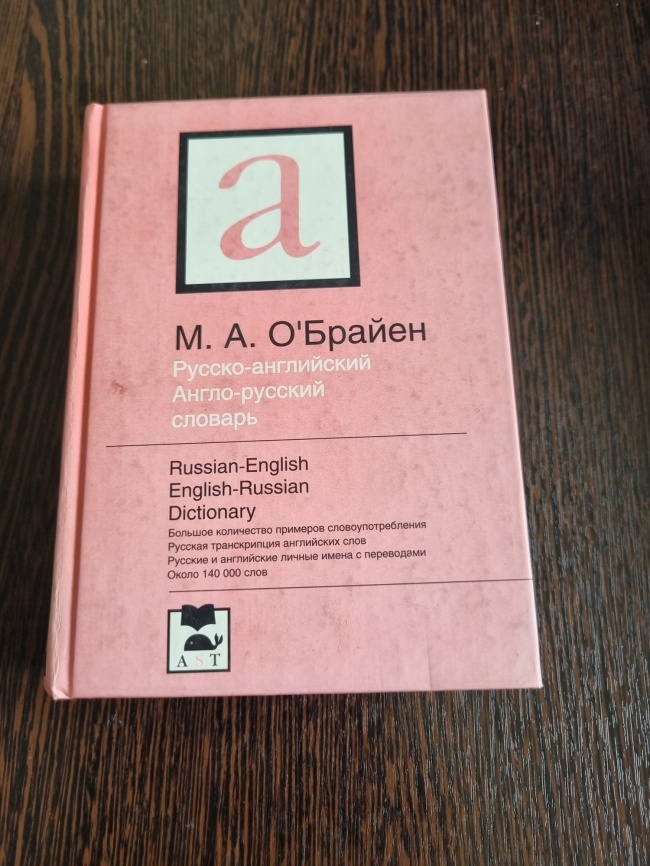 a
М. А. О'Брайен
Русско-английский
Англо-русский
словарь
Russian-English
English-Russian
Dictionary
Большое количество примеров словоупотребления
Русская транскрипция английских слов
Русские и английские личные имена с переводами
Около 140 000 слов
AST